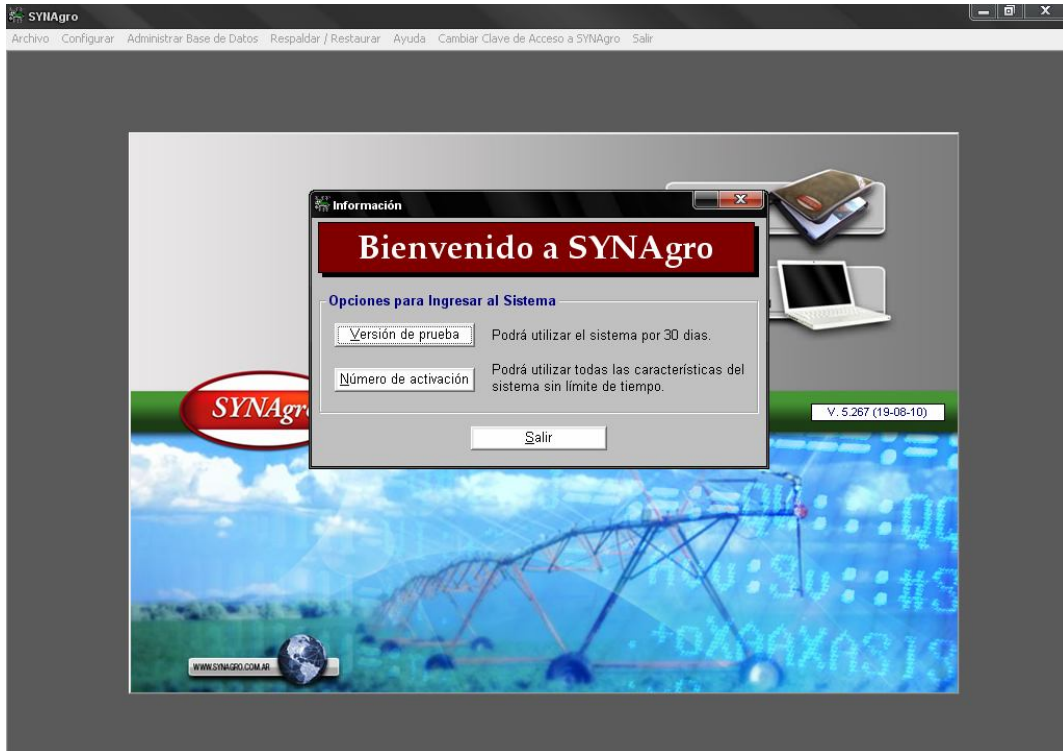 SYNAgro
Archivo Configurar Administrar Base de Datos Respaldar / Restaurar Ayuda Cambiar Clave de Acceso a SYNAgro Salir
Información
Bienvenido a SYNAgro
Opciones para Ingresar al Sistema
Versión de prueba Podrá utilizar el sistema por 30 dias.
Número de activación Podrá utilizar todas las características del
sistema sin límite de tiempo.
Salir
SYNAgro
V. 5.267 (19-08-10)
WWW.SYNAGRO.COM.AR